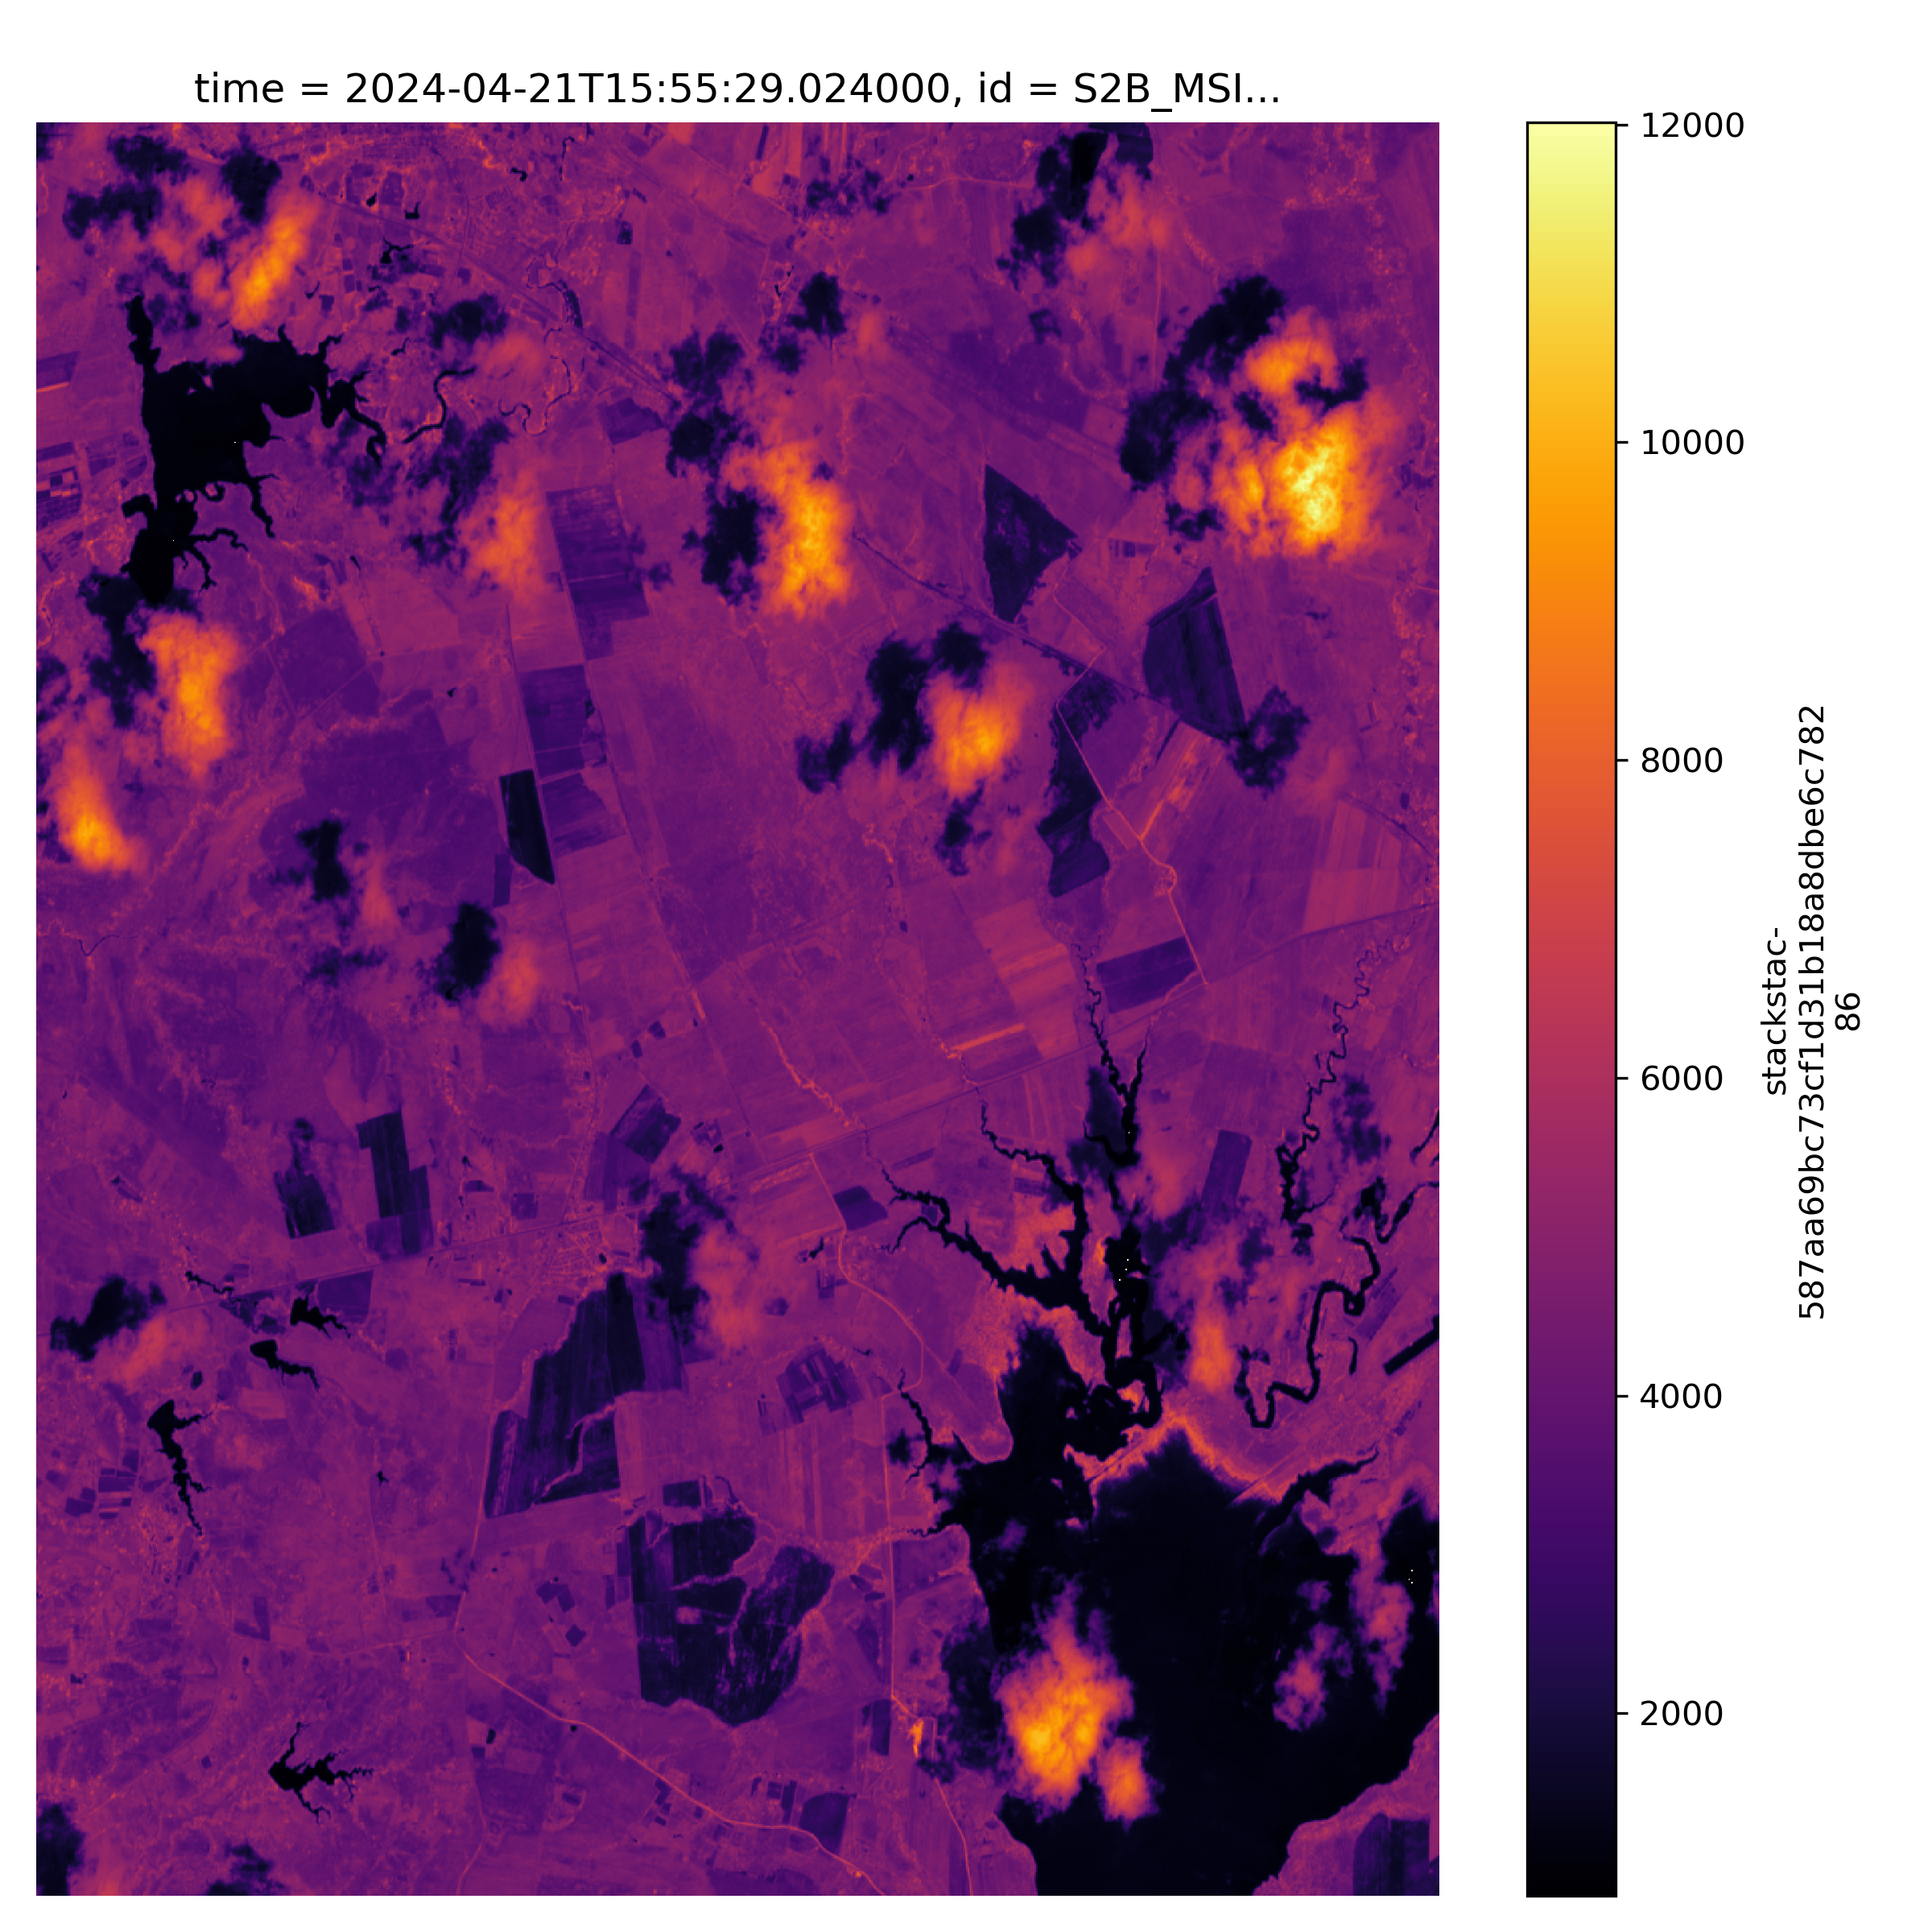 time = 2024-04-21T15:55:29.024000, id = S2B_MSI...
12000
10000
8000
6000
4000
2000
stackstac-
587aa69bc73cf1d31b18a8dbe6c782
86